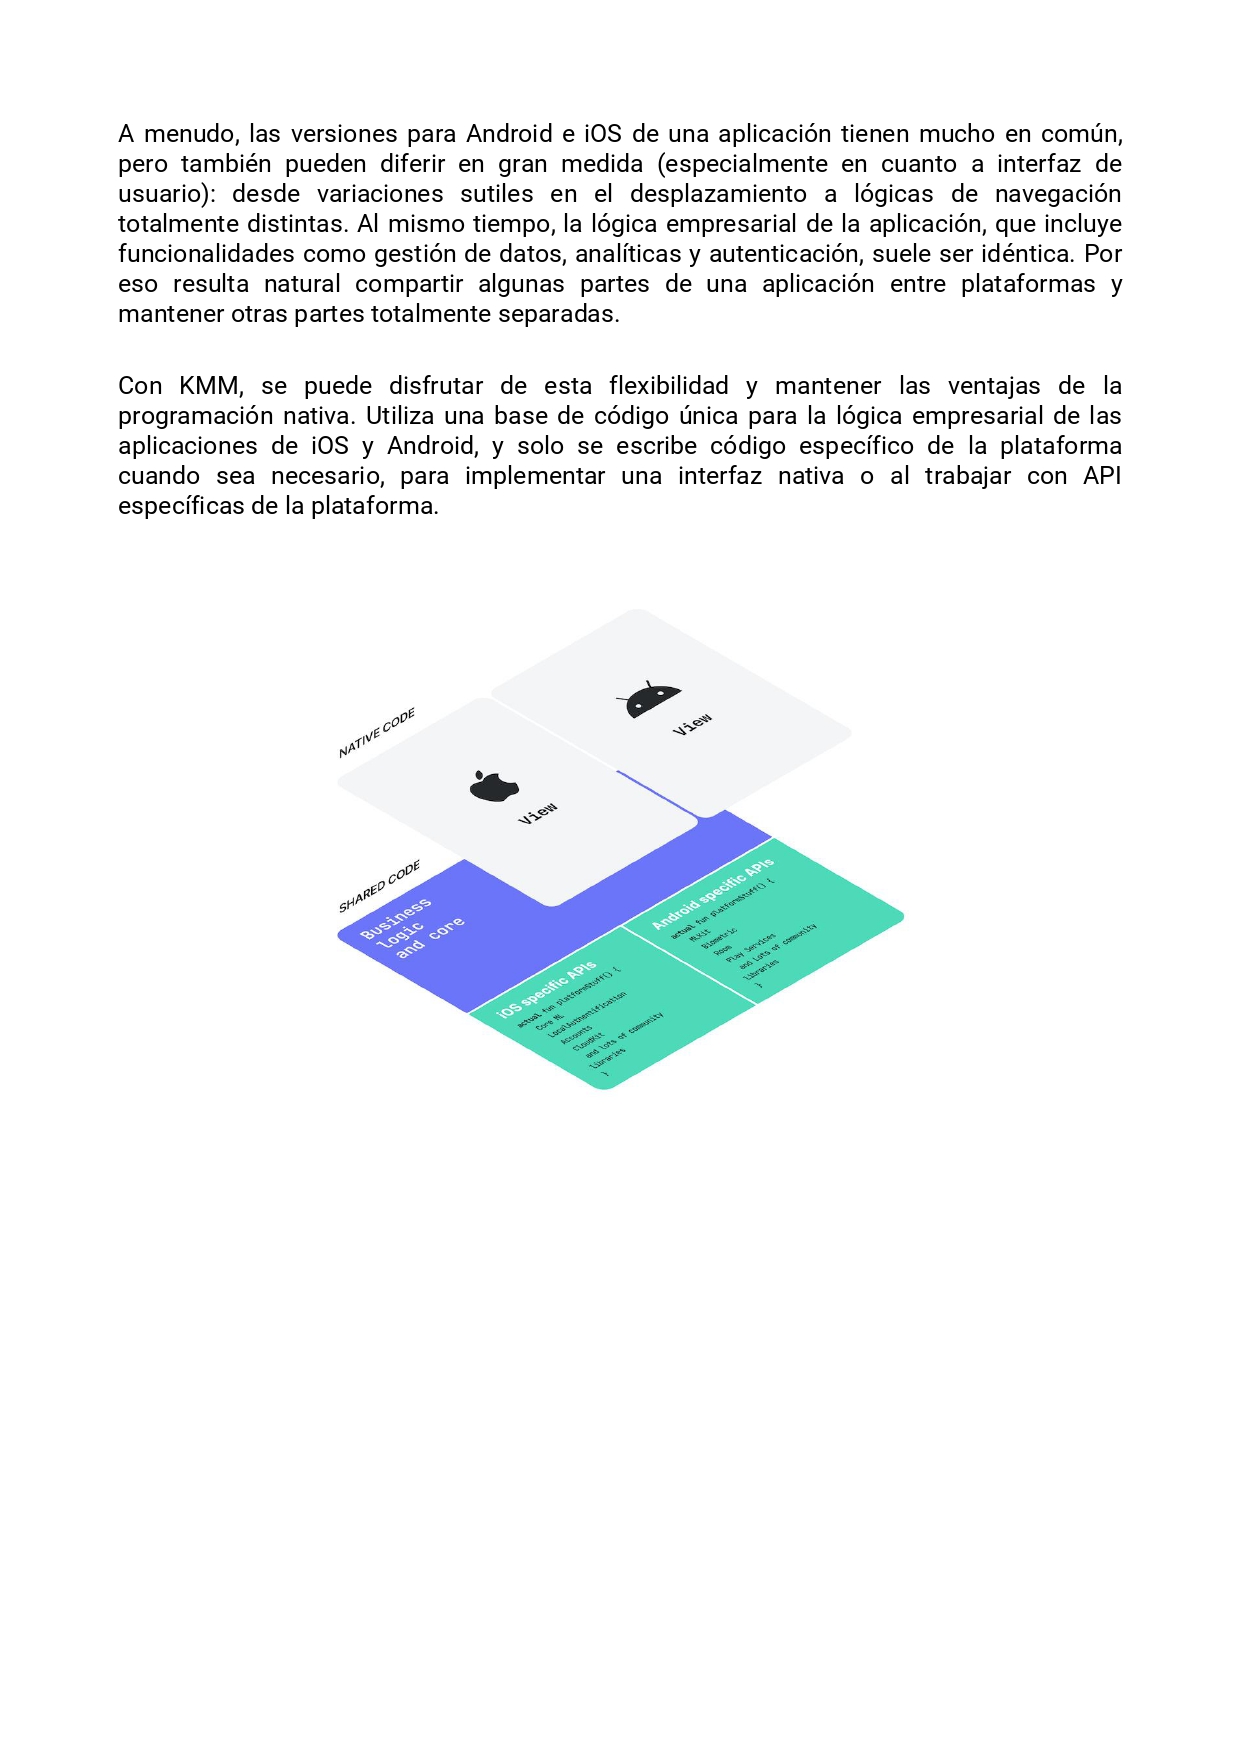 A menudo, las versiones para Android e iOS de una aplicación tienen mucho en común,
pero también pueden diferir en gran medida (especialmente en cuanto a interfaz de
usuario): desde variaciones sutiles en el desplazamiento a lógicas de navegación
totalmente distintas. Al mismo tiempo, la lógica empresarial de la aplicación, que incluye
funcionalidades como gestión de datos, analíticas y autenticación, suele ser idéntica. Por
eso resulta natural compartir algunas partes de una aplicación entre plataformas y
mantener otras partes totalmente separadas.
Con KMM, se puede disfrutar de esta flexibilidad y mantener las ventajas de la
programación nativa. Utiliza una base de código única para la lógica empresarial de las
aplicaciones de iOS y Android, y solo se escribe código específico de la plataforma
cuando sea necesario, para implementar una interfaz nativa o al trabajar con API
específicas de la plataforma.
NATIVE CODE
View
View
SHARED CODE
Business
logic
and core
Android specific APIs
actual fun platformStuff() {
MLKit
Biometric
Room
Play Services
and Lots of community
libraries
}
iOS specific APIs
actual fun platformStuff() {
Core ML
LocalAuthentification
Accounts
CloudKit
and lots of community
libraries
}